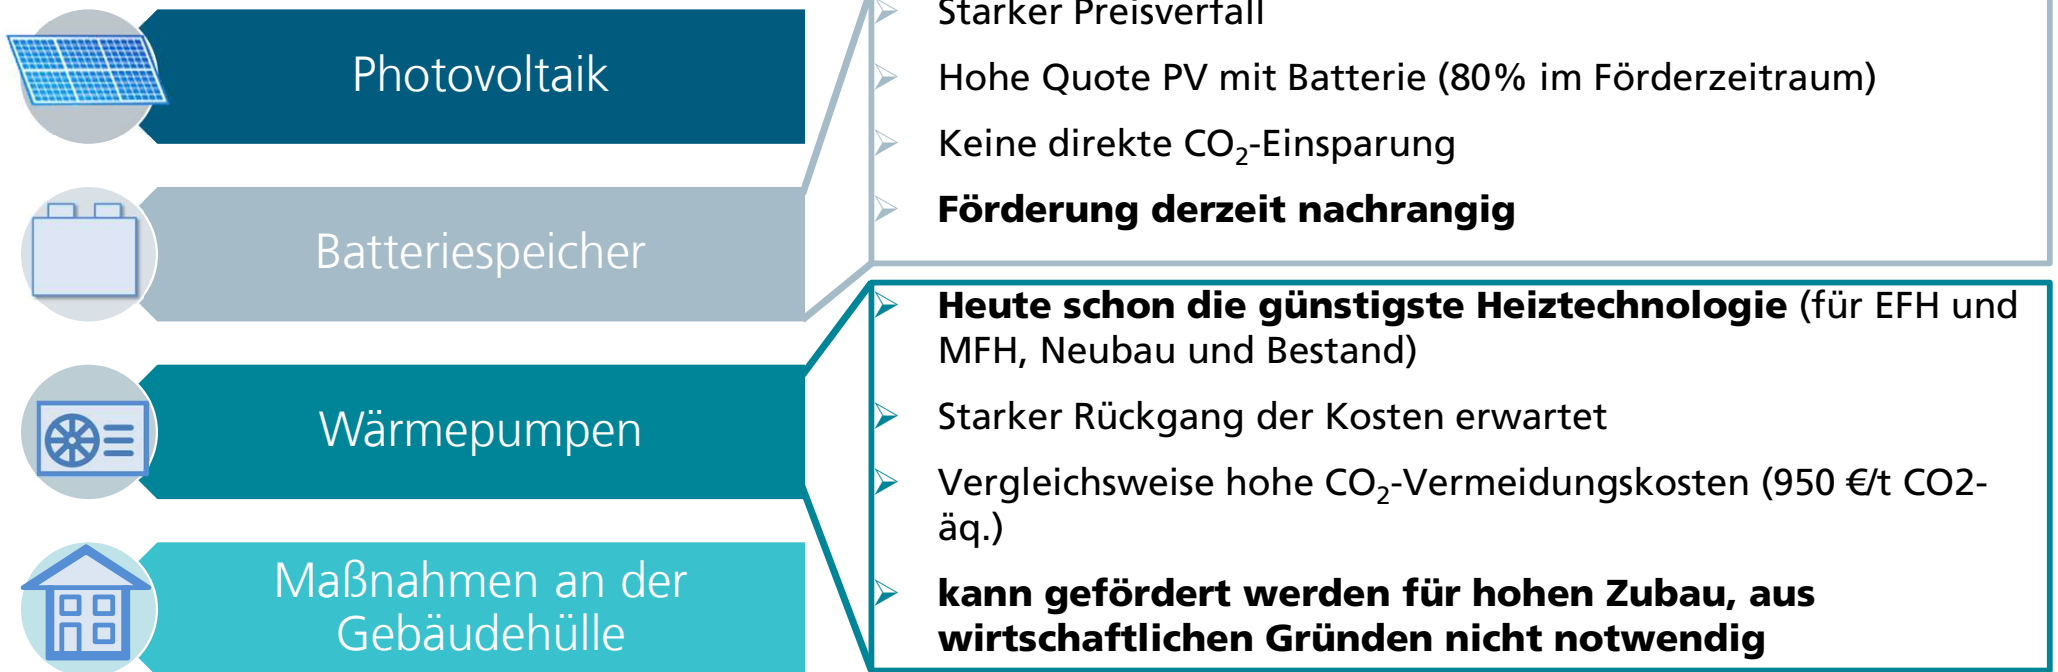 Photovoltaik
Batteriespeicher
Wärmepumpen
Maßnahmen an der
Gebäudehülle
Starker Preisverfall
Hohe Quote PV mit Batterie (80% im Förderzeitraum)
Keine direkte CO₂-Einsparung
Förderung derzeit nachrangig
Heute schon die günstigste Heiztechnologie (für EFH und
MFH, Neubau und Bestand)
Starker Rückgang der Kosten erwartet
Vergleichsweise hohe CO₂-Vermeidungskosten (950 €/t CO2-
äq.)
kann gefördert werden für hohen Zubau, aus
wirtschaftlichen Gründen nicht notwendig